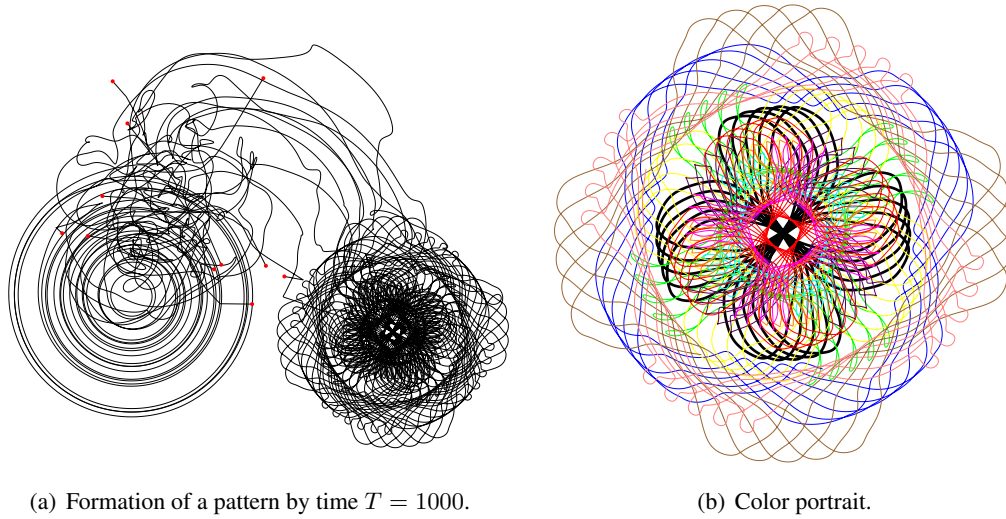 (a) Formation of a pattern by time T = 1000.
(b) Color portrait.